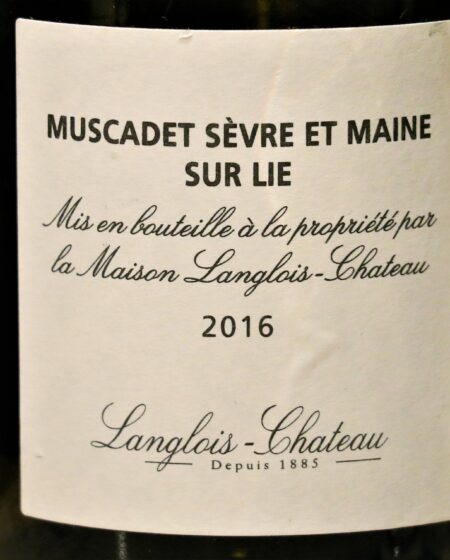 MUSCADET SÈVRE ET MAINE
SUR LIE
Mis en bouteille à la propriété par
la Maison Langlois-Chateau
2016
Langlois-Chateau
Depuis 1885